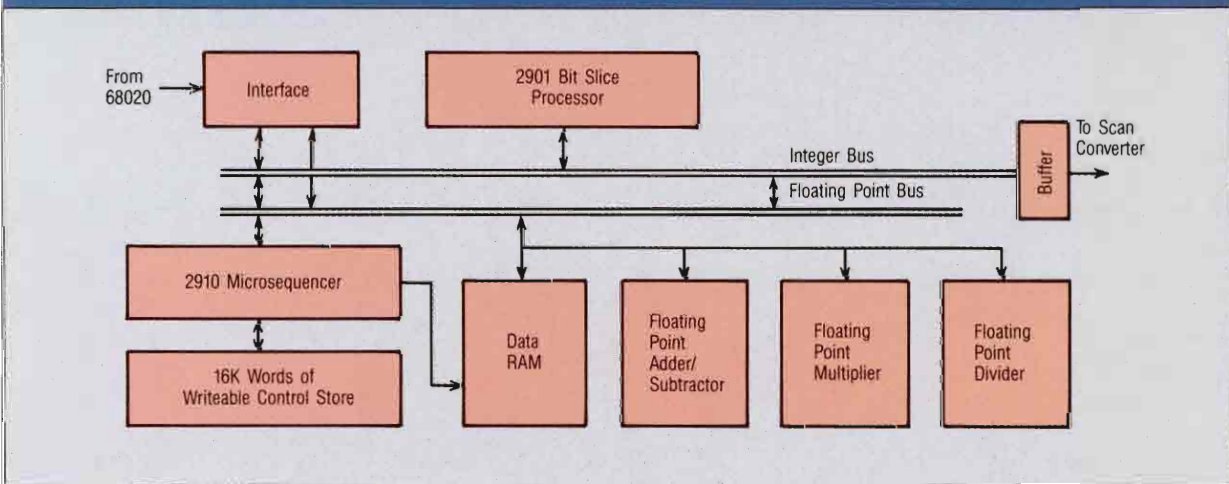 From
68020
Interface
2901 Bit Slice
Processor
To Scan
Converter
Buffer
Integer Bus
Floating Point Bus
2910 Microsequencer
16K Words of
Writeable Control Store
Data
RAM
Floating
Point
Adder/
Subtractor
Floating
Point
Multiplier
Floating
Point
Divider